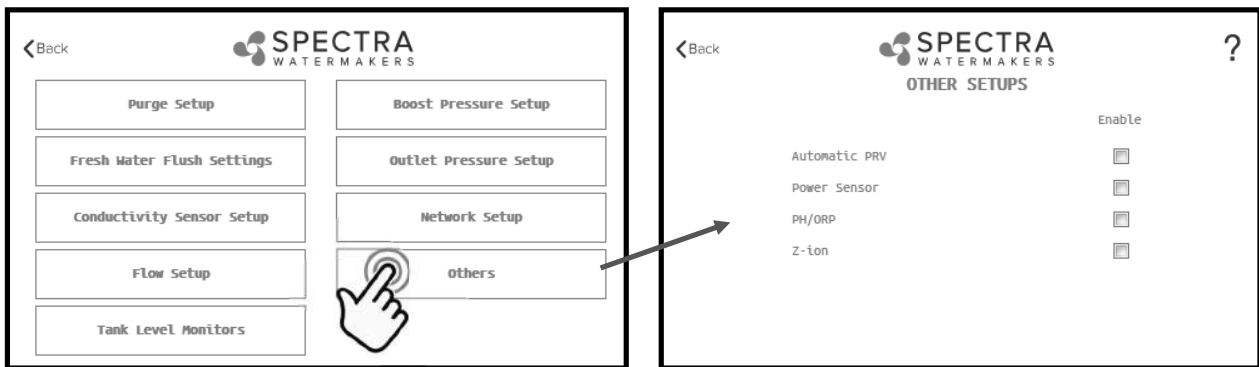 Back
SPECTRA
WATERMAKERS
Purge Setup
Boost Pressure Setup
Fresh Water Flush Settings
Outlet Pressure Setup
Conductivity Sensor Setup
Network Setup
Flow Setup
Others
Tank Level Monitors
Back
SPECTRA
WATERMAKERS
?
OTHER SETUPS
Enable
Automatic PRV
Power Sensor
PH/ORP
Z-ion